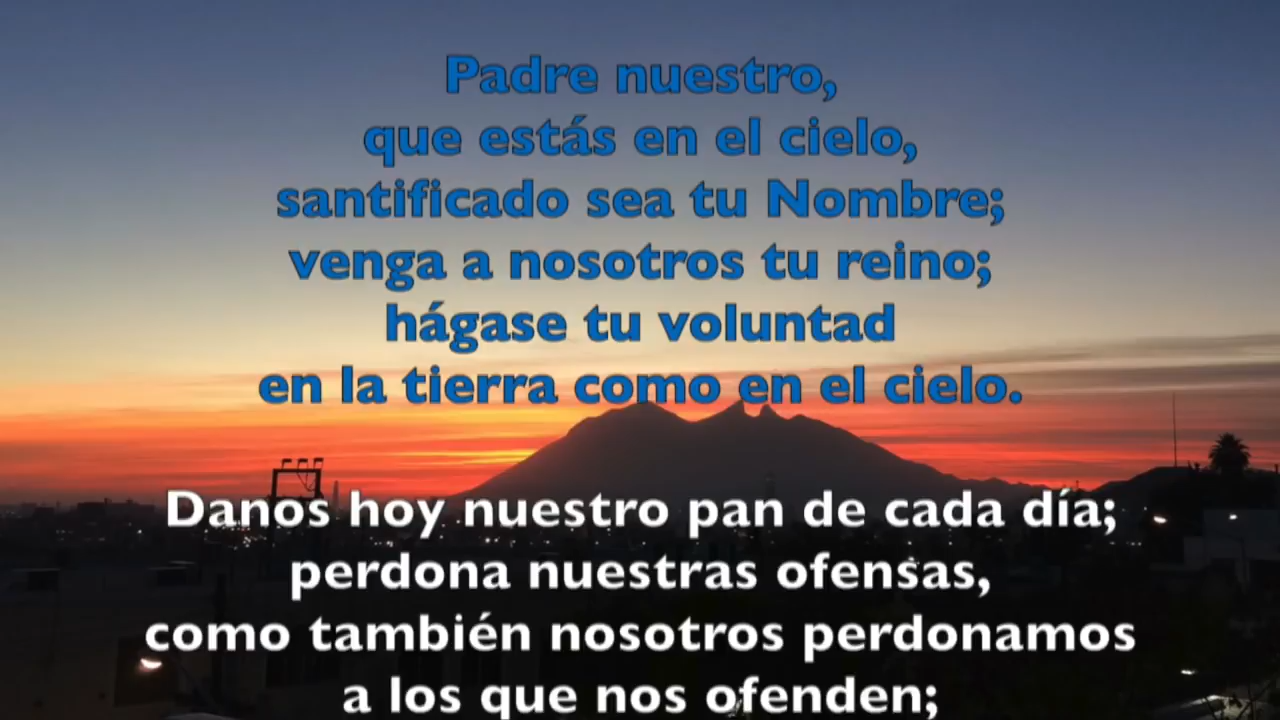 Padre nuestro,
que estás en el cielo,
santificado sea tu Nombre;
venga a nosotros tu reino;
hágase tu voluntad
en la tierra como en el cielo.
Danos hoy nuestro pan de cada día;
perdona nuestras ofensas,
como también nosotros perdonamos
a los que nos ofenden;